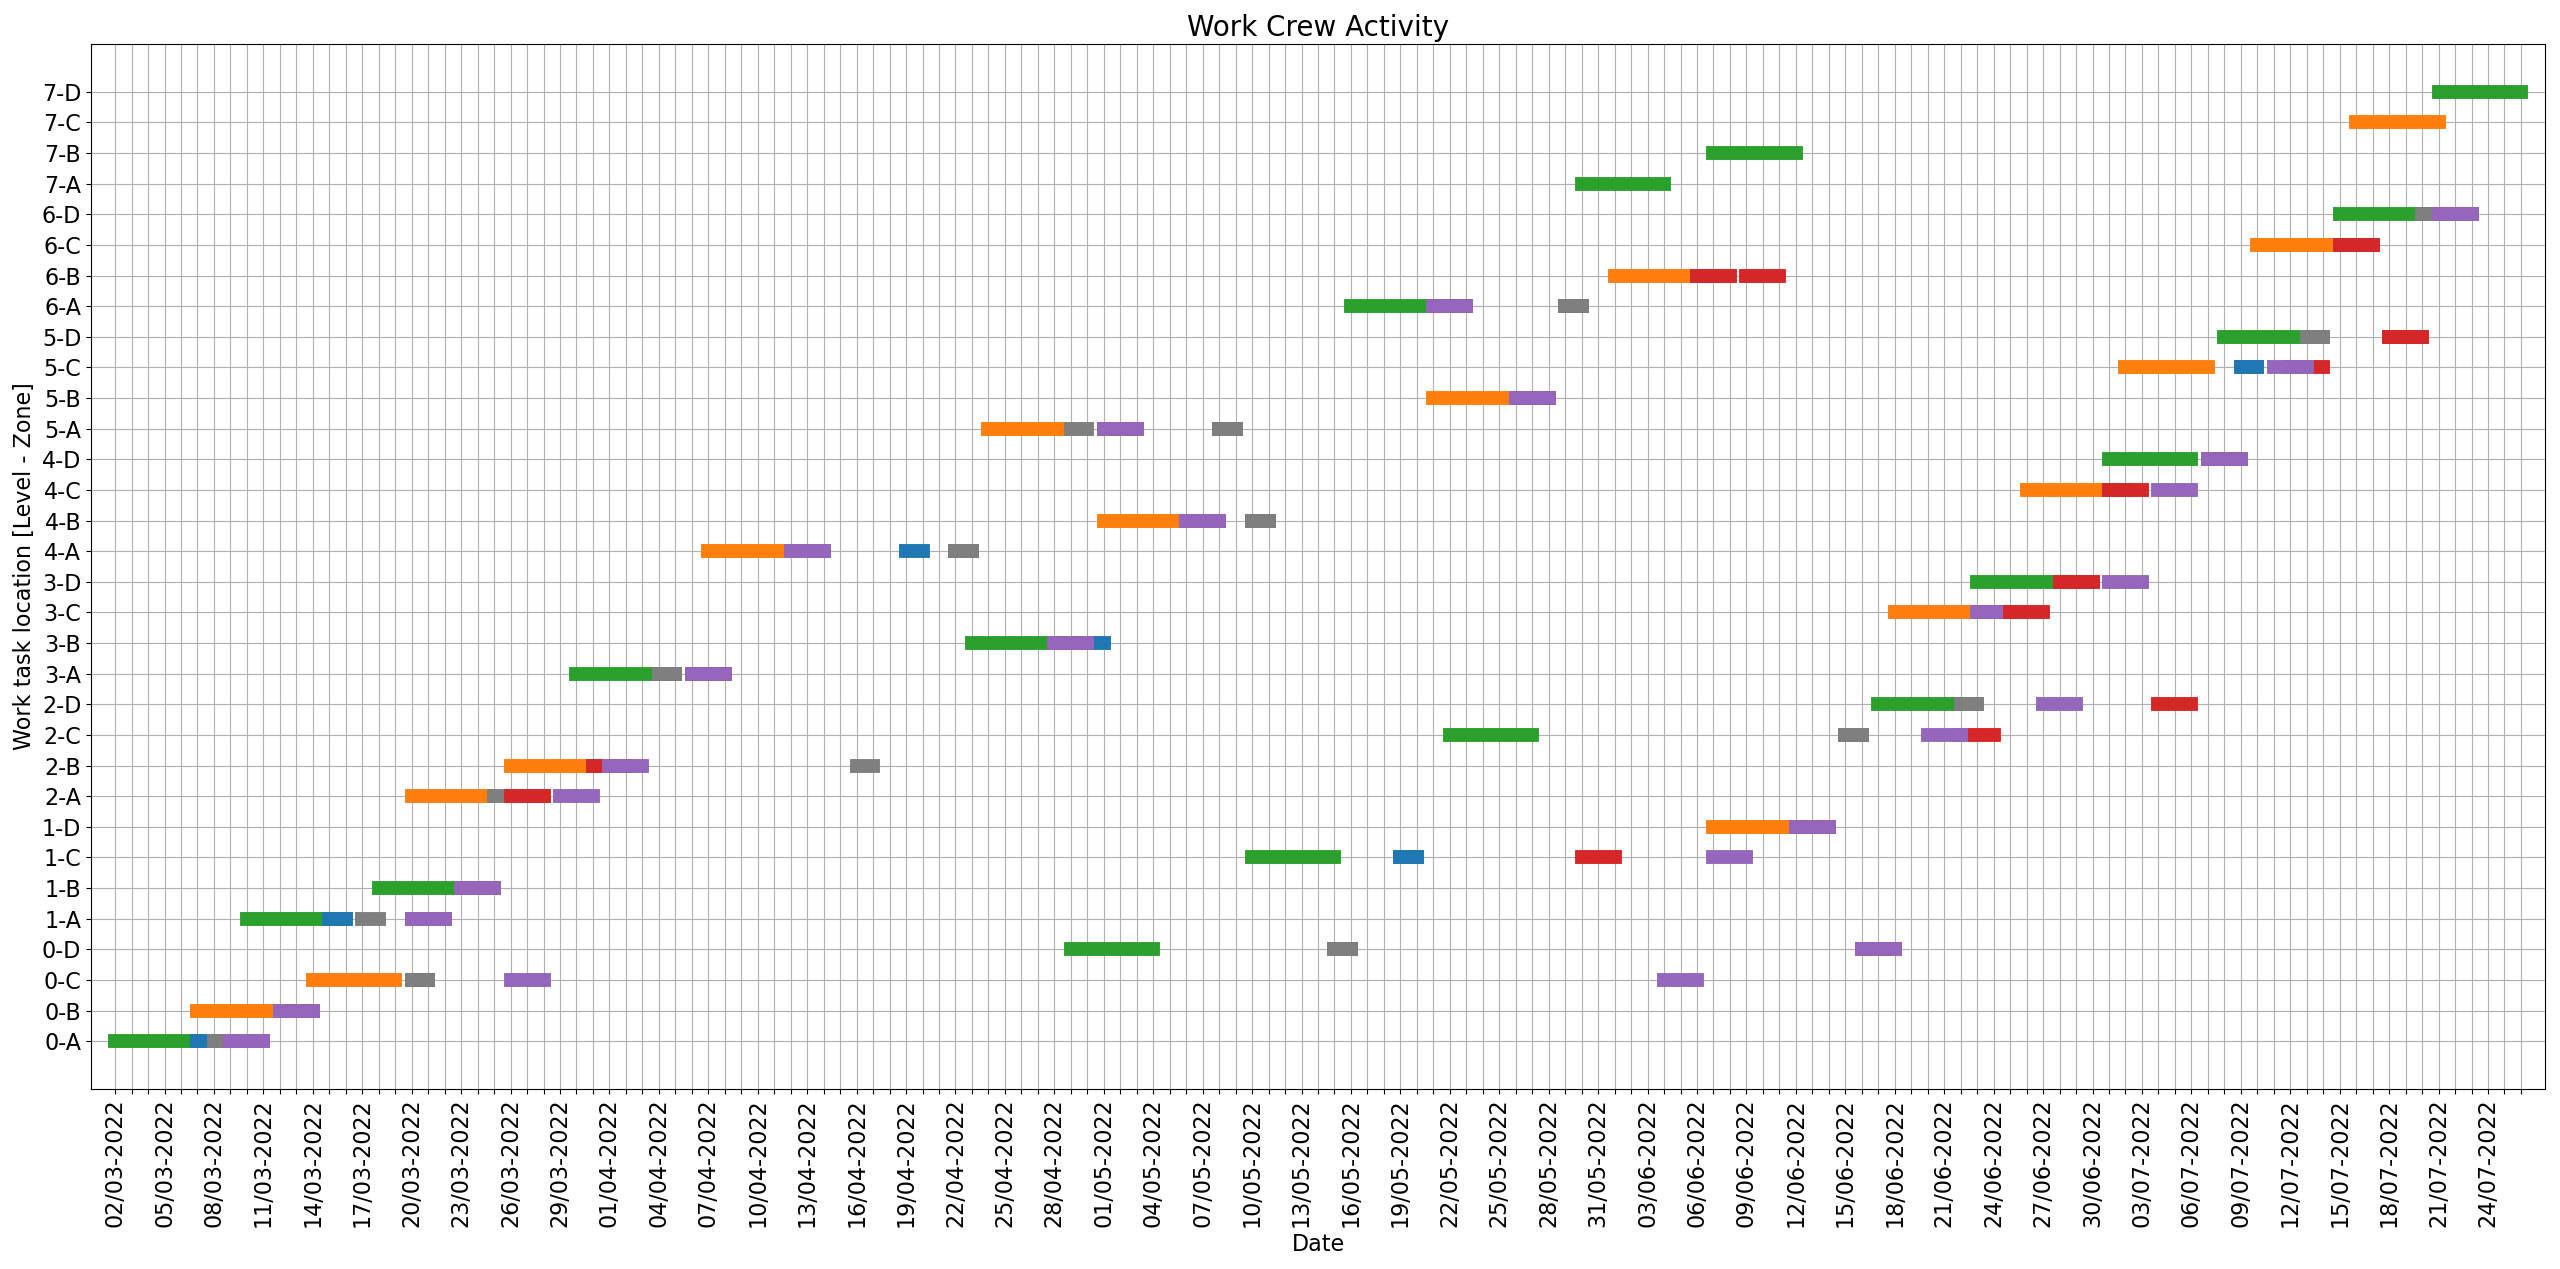 Work Crew Activity
7-D
7-C
7-B
7-A
6-D
6-C
6-B
6-A
5-D
5-C
5-B
5-A
4-D
4-C
4-B
4-A
3-D
3-C
3-B
3-A
2-D
2-C
2-B
2-A
1-D
1-C
1-B
1-A
0-D
0-C
0-B
0-A
Work task location [Level - Zone]
02/03-2022
05/03-2022
08/03-2022
11/03-2022
14/03-2022
17/03-2022
20/03-2022
23/03-2022
26/03-2022
29/03-2022
01/04-2022
04/04-2022
07/04-2022
10/04-2022
13/04-2022
16/04-2022
19/04-2022
22/04-2022
25/04-2022
28/04-2022
01/05-2022
04/05-2022
07/05-2022
10/05-2022
13/05-2022
16/05-2022
19/05-2022
22/05-2022
25/05-2022
28/05-2022
31/05-2022
03/06-2022
06/06-2022
09/06-2022
12/06-2022
15/06-2022
18/06-2022
21/06-2022
24/06-2022
27/06-2022
30/06-2022
03/07-2022
06/07-2022
09/07-2022
12/07-2022
15/07-2022
18/07-2022
21/07-2022
24/07-2022
Date